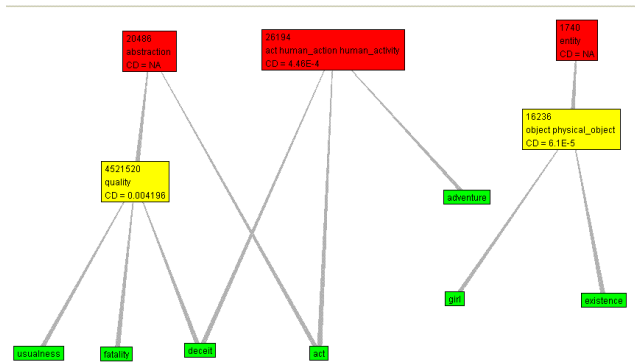 20486
abstraction
CD = NA
26194
act human_action human_activity
CD = 4.46E-4
1740
entity
CD = NA
16236
object physical_object
CD = 6.1E-5
4521520
quality
CD = 0.004196
adventure
girl
existence
usualness
fatality
deceit
act